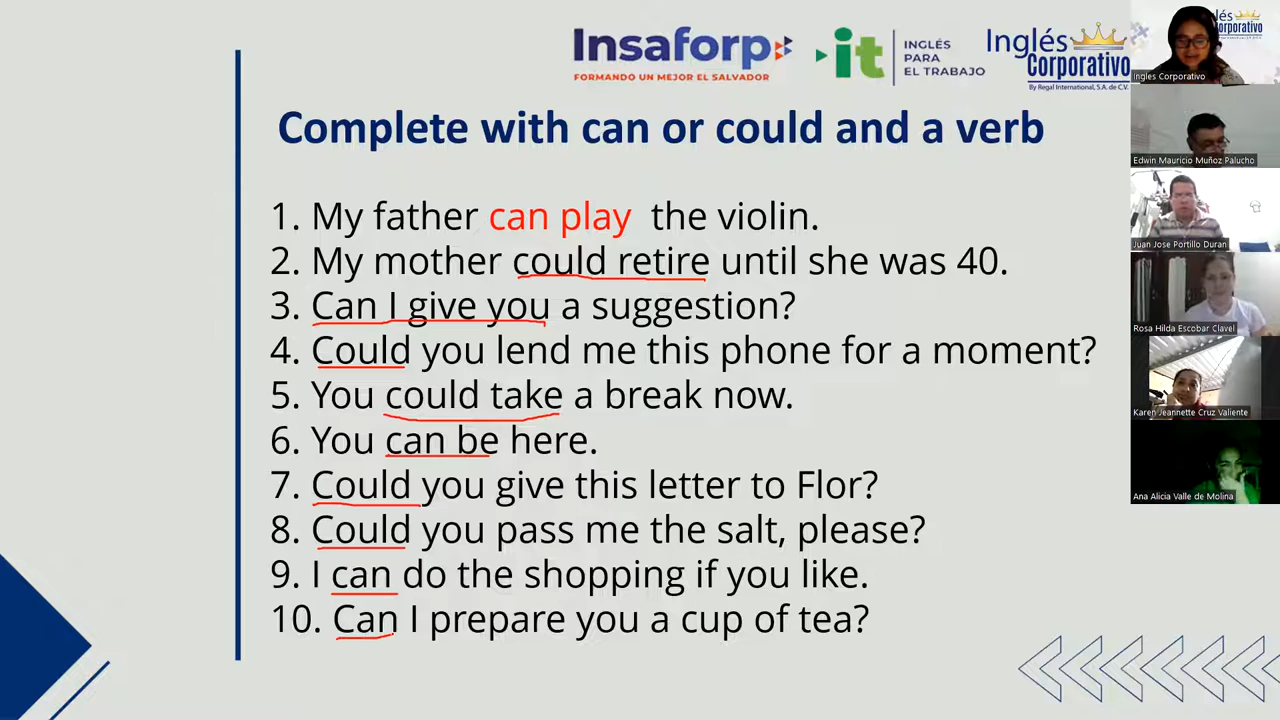 Insaforp
FORMANDO UN MEJOR EL SALVADOR
it
INGLÉS
PARA
EL TRABAJO
Inglés
Corporativo
By Regal International, S.A. de C.V.
Complete with can or could and a verb
1. My father can play the violin.
2. My mother could retire until she was 40.
3. Can I give you a suggestion?
4. Could you lend me this phone for a moment?
5. You could take a break now.
6. You can be here.
7. Could you give this letter to Flor?
8. Could you pass me the salt, please?
9. I can do the shopping if you like.
10. Can I prepare you a cup of tea?
Ingles Corporativo
Edwin Mauricio Muñoz Palucho
Juan Jose Portillo Duran
Rosa Hilda Escobar Clavel
Karen Jeannette Cruz Valiente
Ana Alicia Valle de Molina